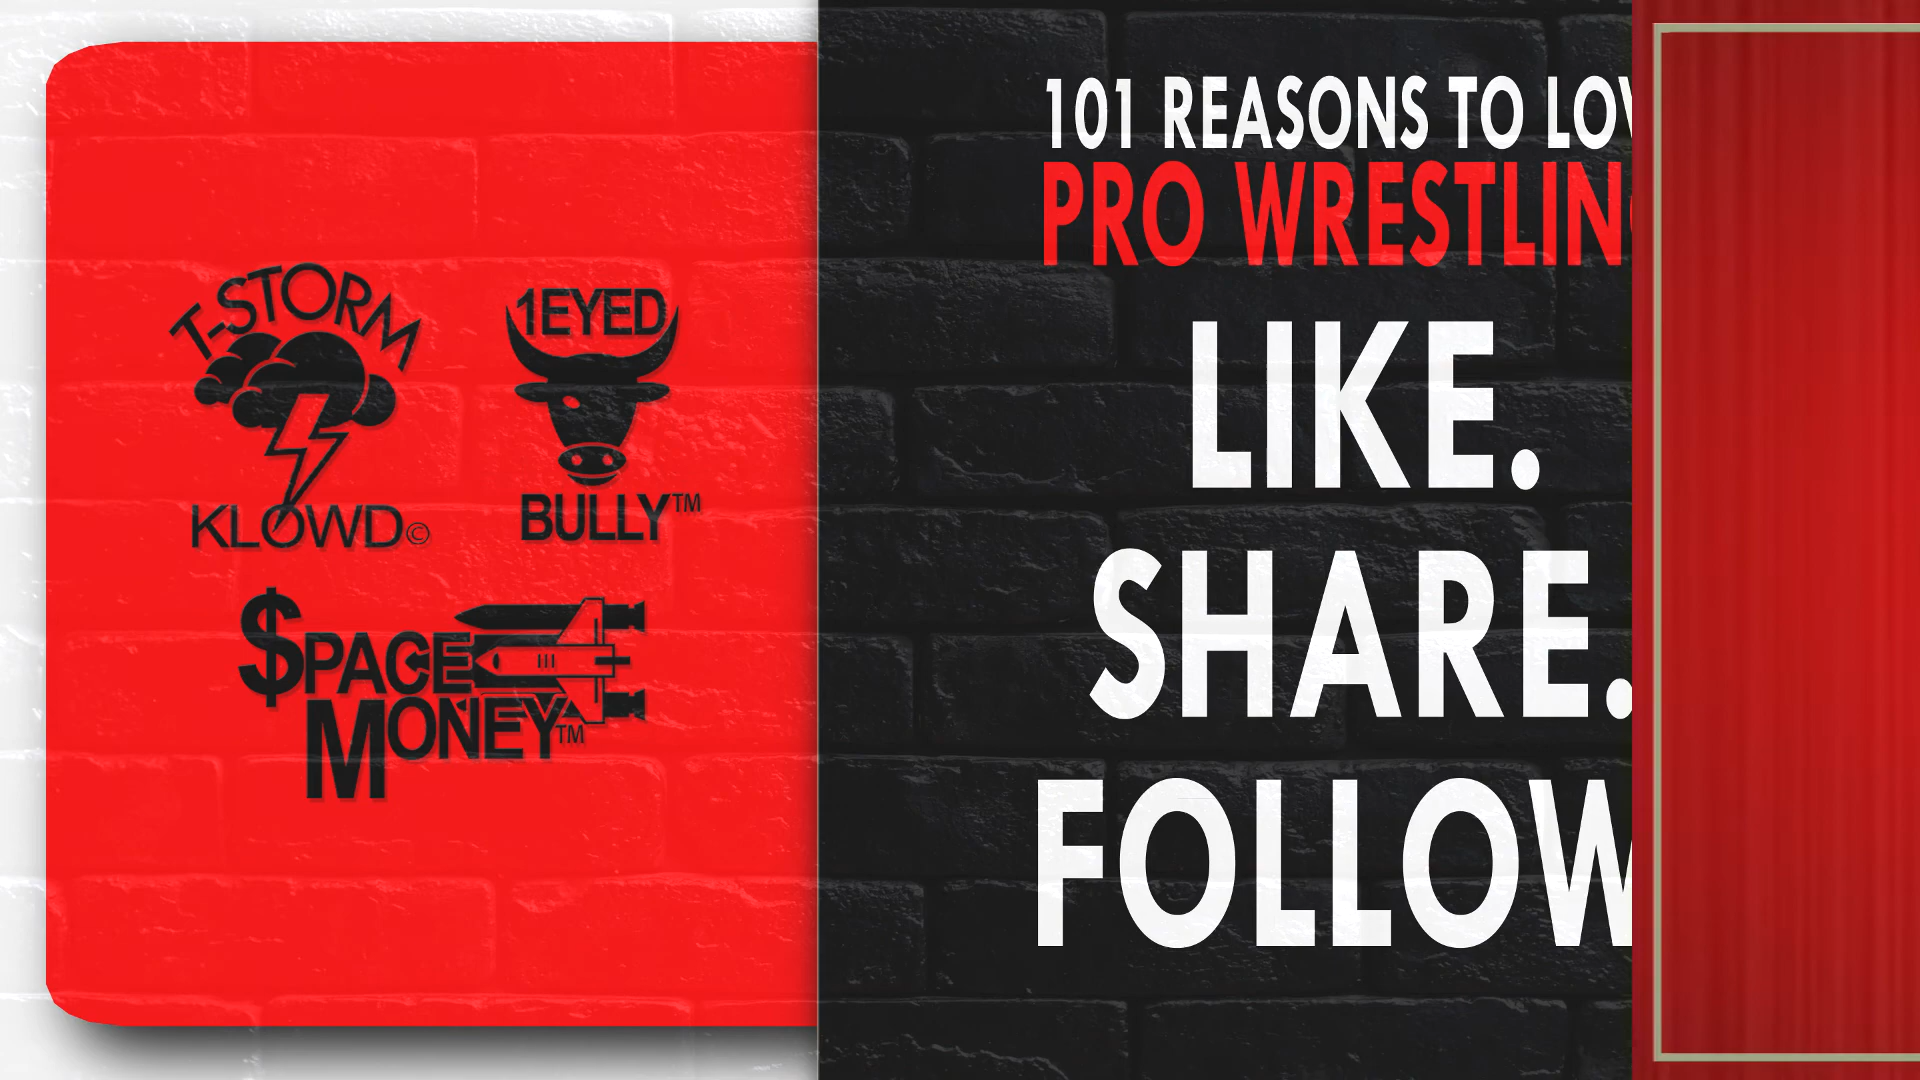 T-STORM
KLOWD©
1EYED
BULLY™
$PACE
MONEY™
101 REASONS TO LOV
PRO WRESTLIN
LIKE.
SHARE.
FOLLOW